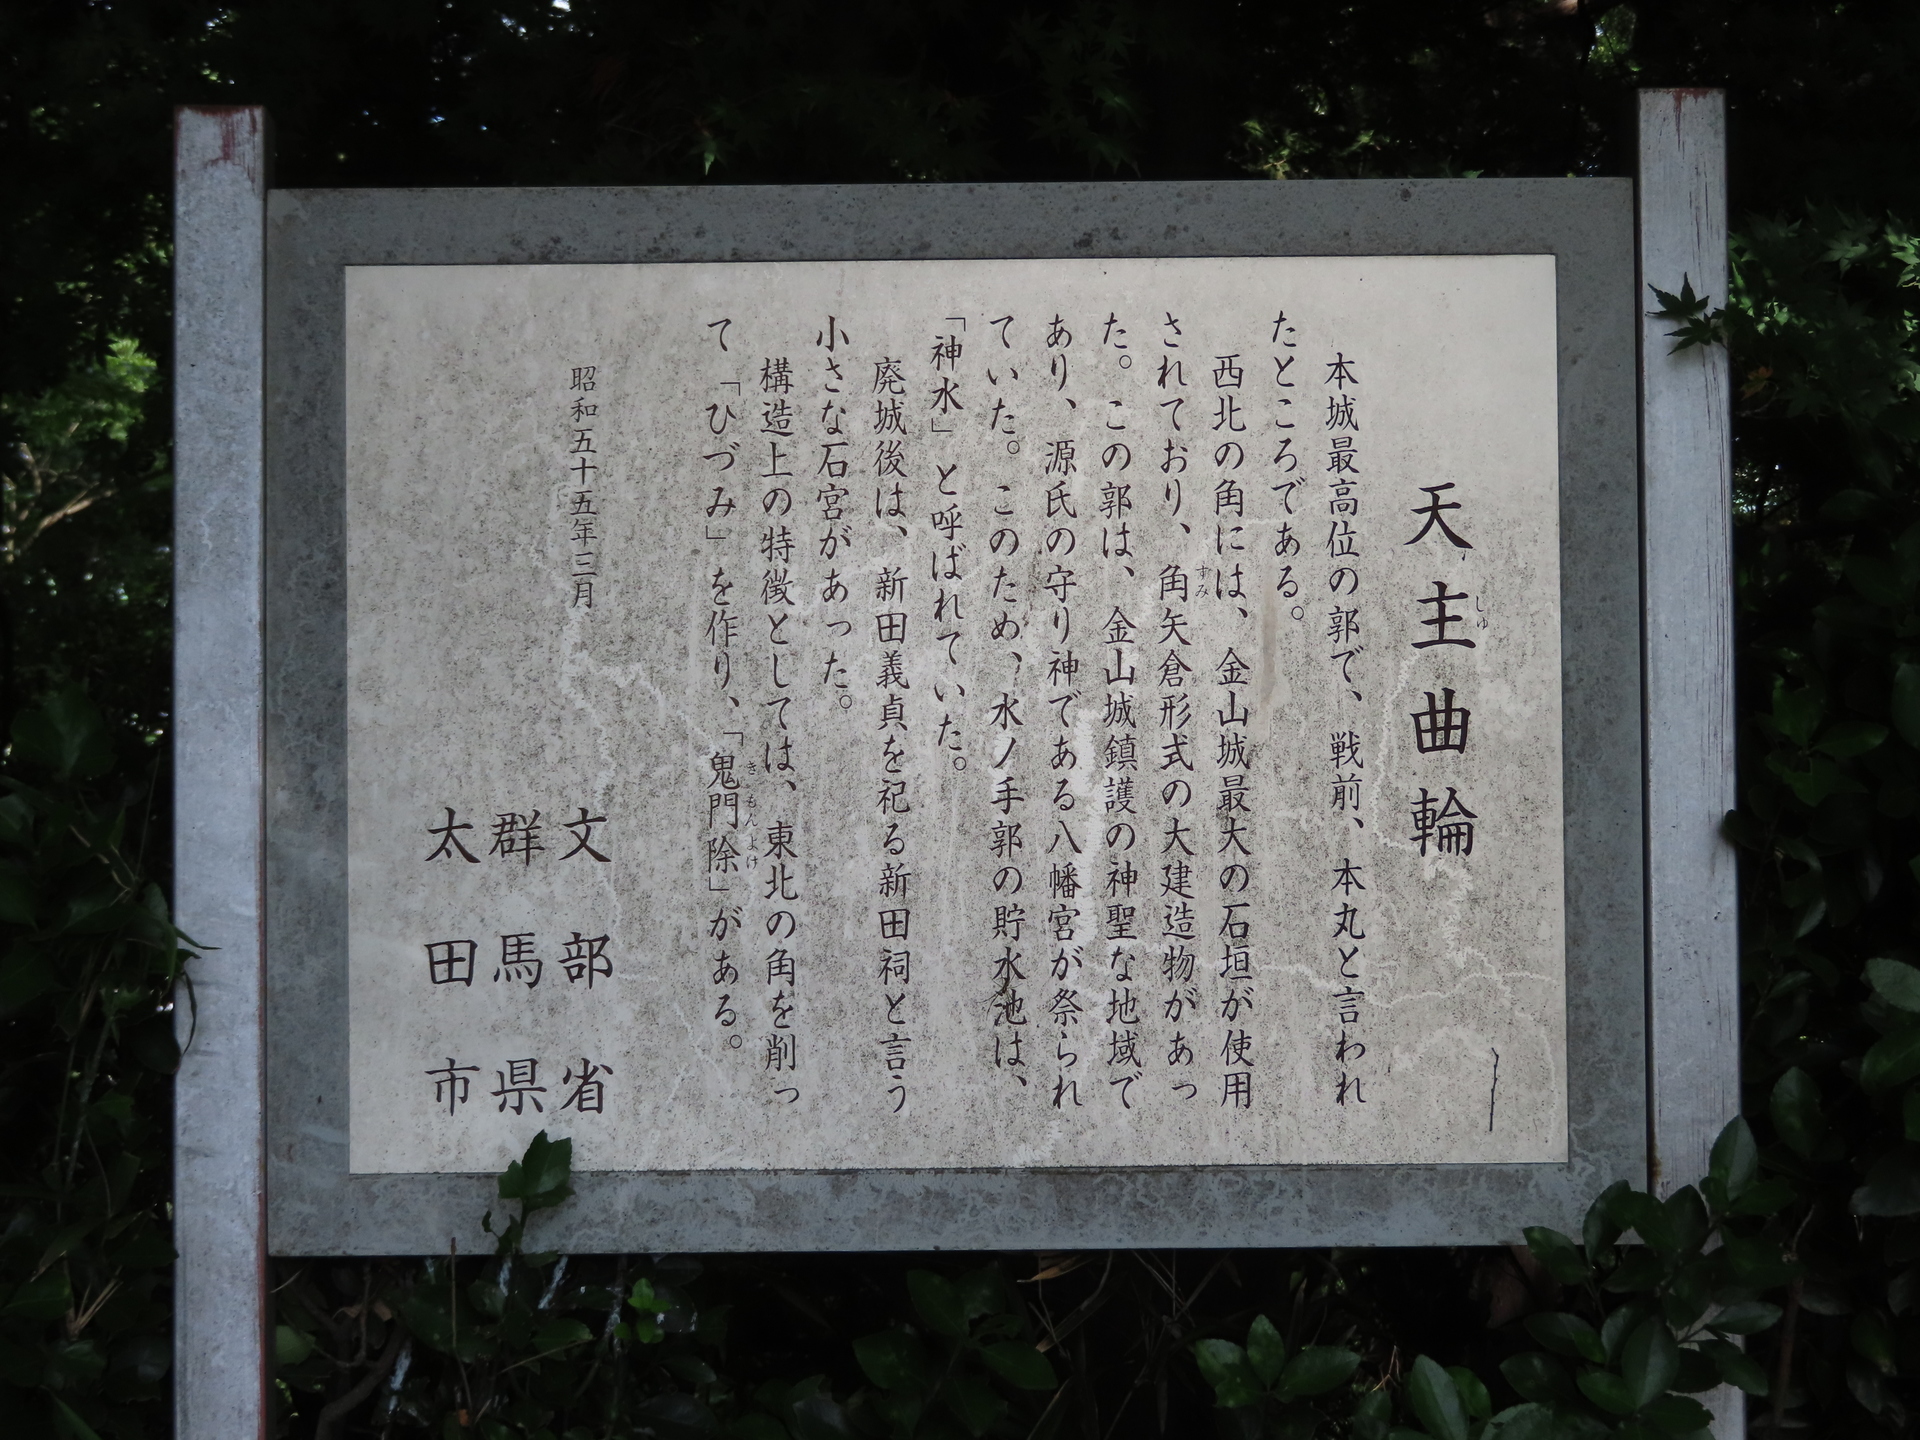 天主曲輪
しゅ
本城最高位の郭で、戦前、本丸と言われ
たところである。
西北の角には、金山城最大の石垣が使用
すみ
されており、角矢倉形式の大建造物があっ
た。この郭は、金山城鎮護の神聖な地域で
あり、源氏の守り神である八幡宮が祭られ
ていた。このため、水ノ手郭の貯水池は、
「神水」と呼ばれていた。
廃城後は、新田義貞を祀る新田祠と言う
小さな石宮があった。
構造上の特徴としては、東北の角を削っ
きもんよけ
て「ひづみ」を作り、「鬼門除」がある。
昭和五十五年三月
文部省
群馬県
太田市